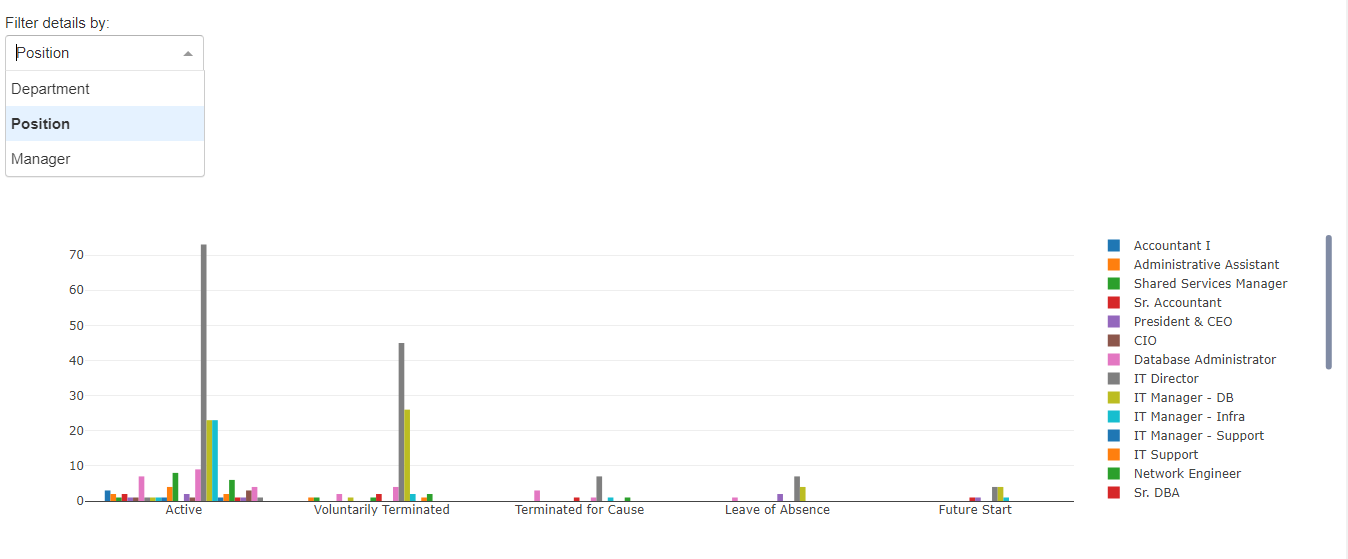 Filter details by:
Position
Department
Position
Manager
70
60
50
40
30
20
10
0
Active
Voluntarily Terminated
Terminated for Cause
Leave of Absence
Future Start
Accountant I
Administrative Assistant
Shared Services Manager
Sr. Accountant
President & CEO
CIO
Database Administrator
IT Director
IT Manager - DB
IT Manager - Infra
IT Manager - Support
IT Support
Network Engineer
Sr. DBA